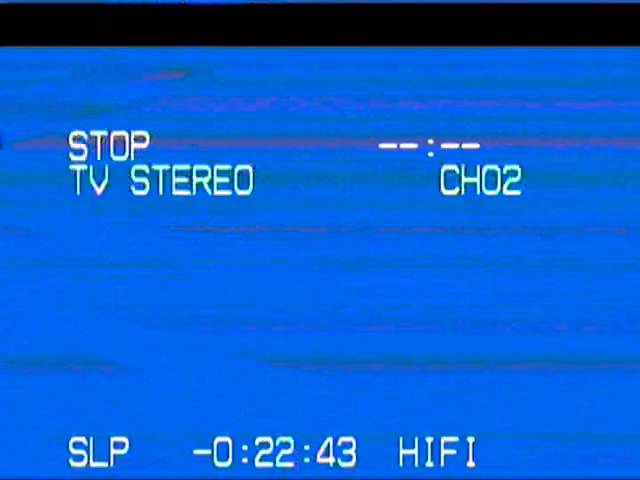 STOP --:--
TV STEREO CH02
SLP -0:22:43 HIFI